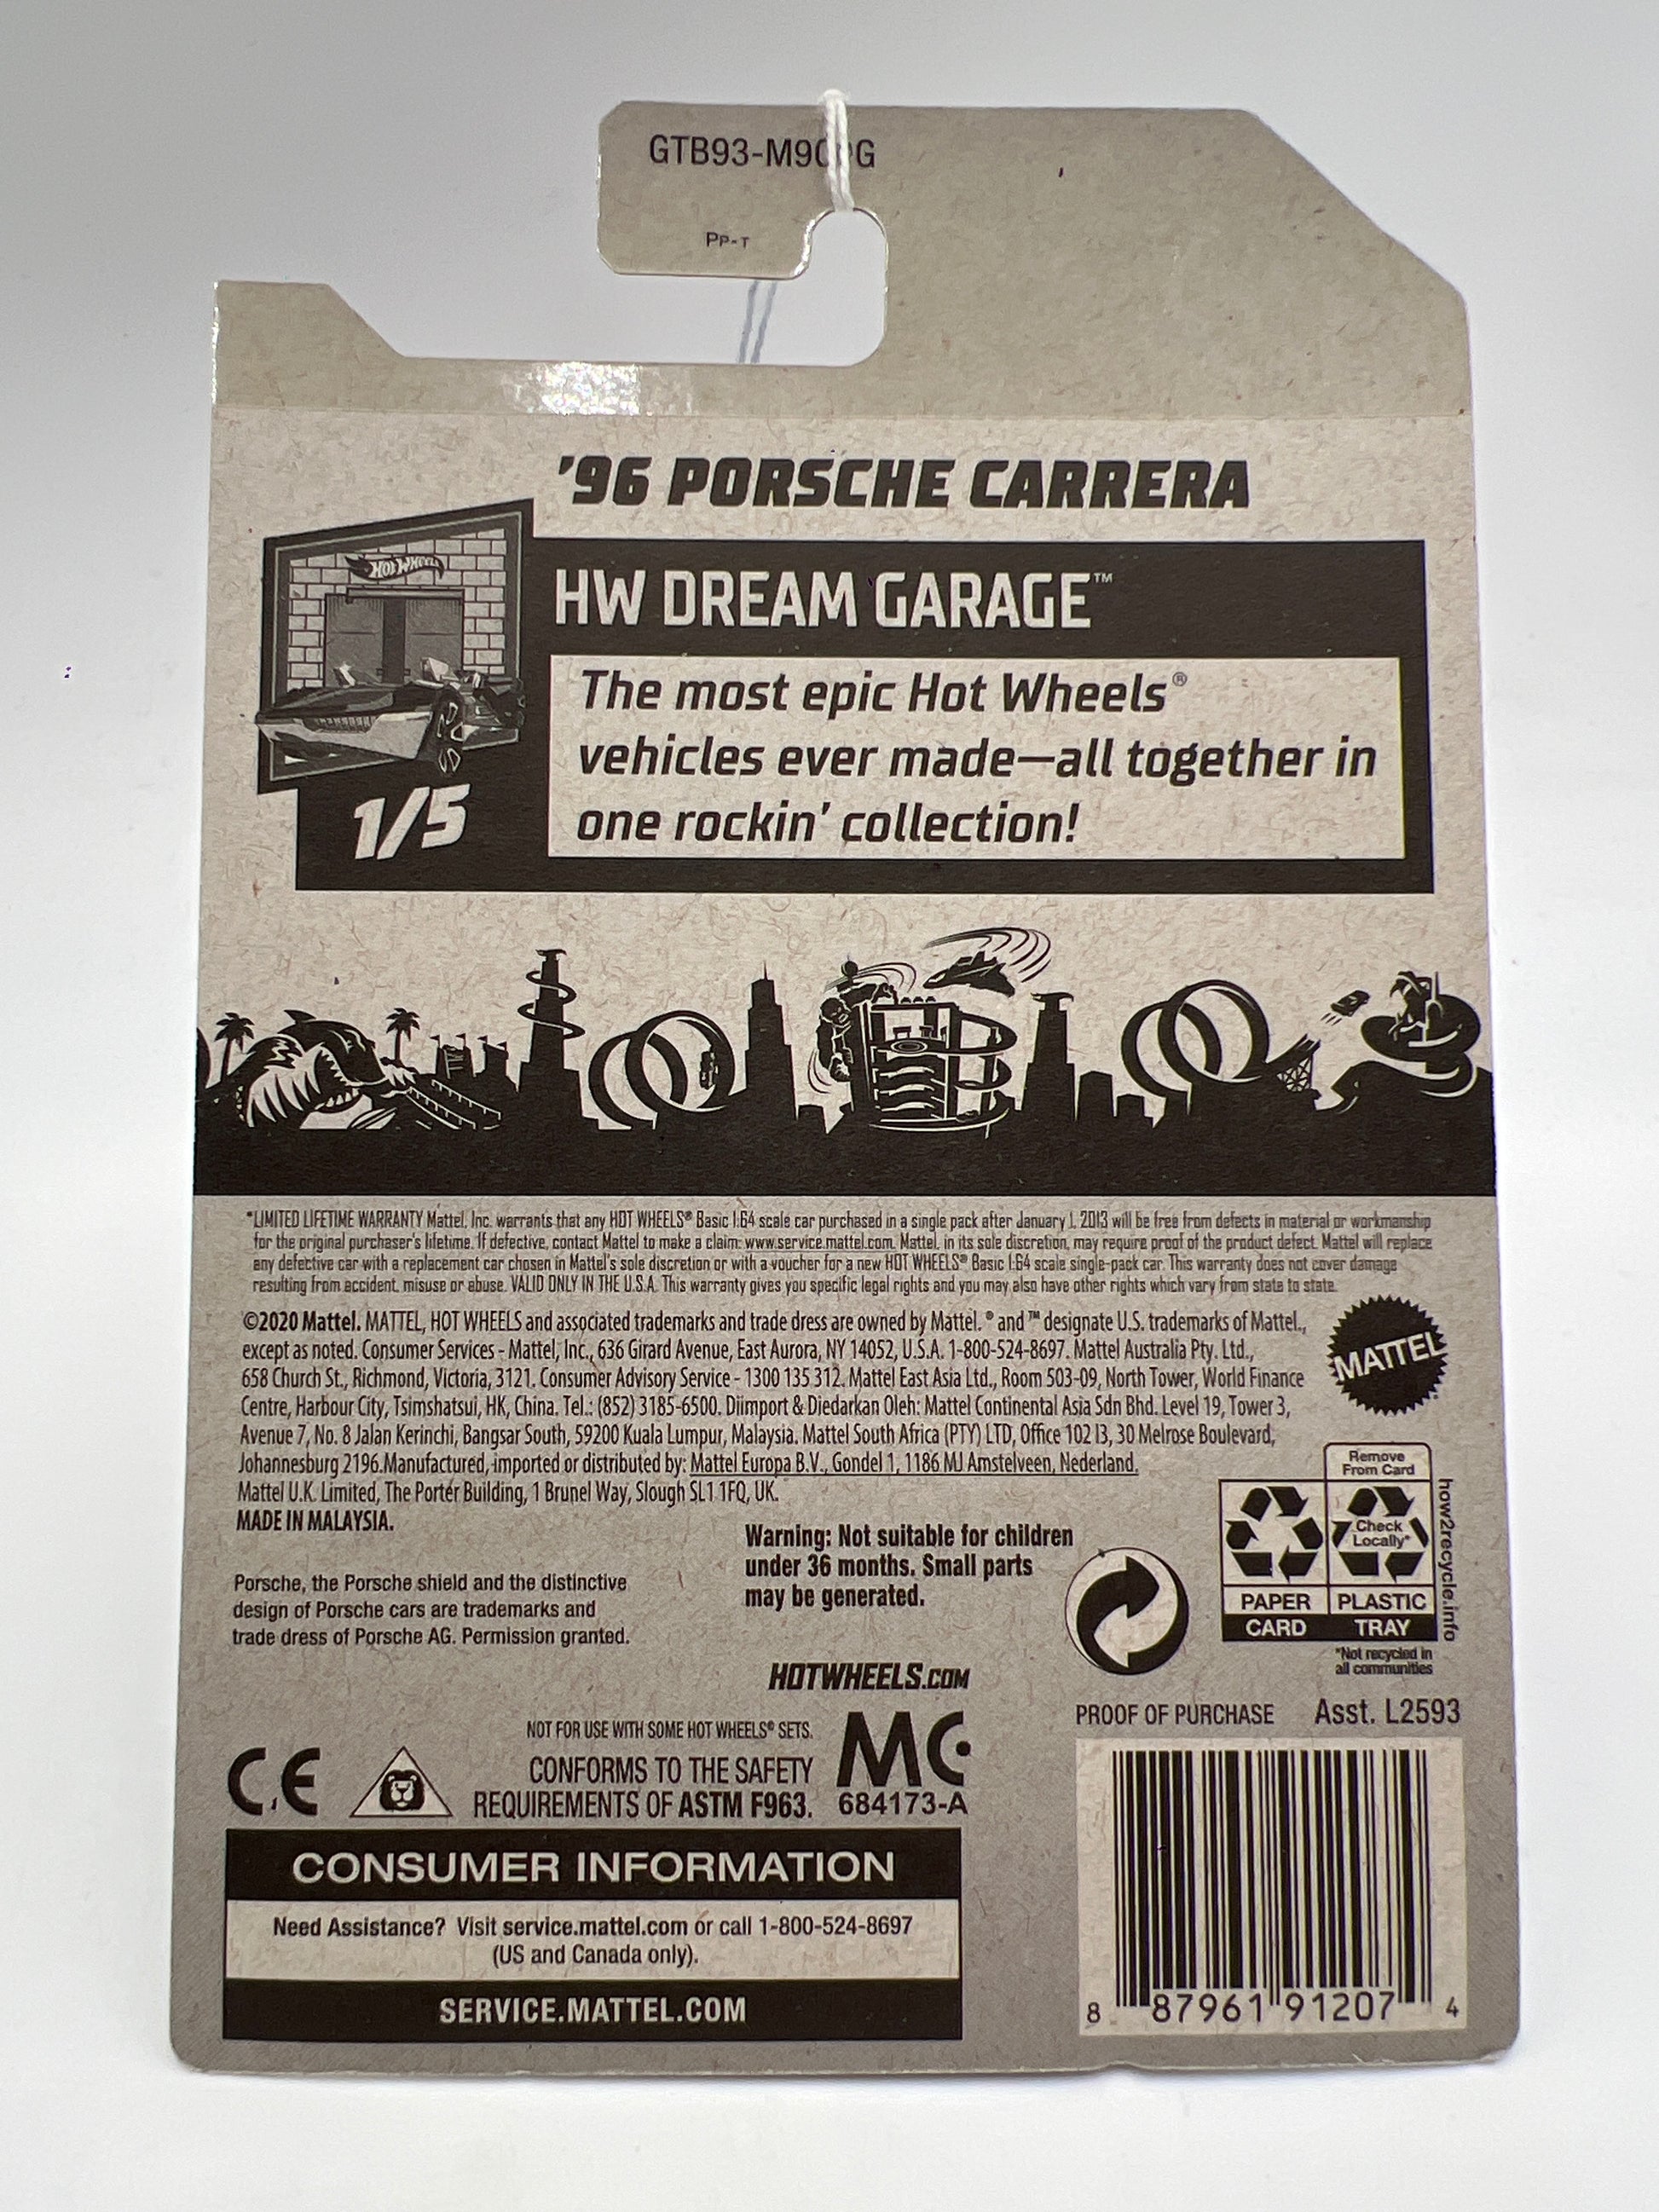 PP-T
'96 PORSCHE CARRERA
HOT WHEELS
HW DREAM GARAGE™
The most epic Hot Wheels®
vehicles ever made—all together in
one rockin' collection!
1/5
*LIMITED LIFETIME WARRANTY Mattel, Inc. warrants that any HOT WHEELS® Basic 1:64 scale car purchased in a single pack after January 1, 2013 will be free from defects in material or workmanship
for the original purchaser's lifetime. If defective, contact Mattel to make a claim: www.service.mattel.com. Mattel, in its sole discretion, may require proof of the product defect. Mattel will replace
any defective car with a replacement car chosen in Mattel's sole discretion or with a voucher for a new HOT WHEELS® Basic 1:64 scale single-pack car. This warranty does not cover damage
resulting from accident, misuse or abuse. VALID ONLY IN THE U.S.A. This warranty gives you specific legal rights and you may also have other rights which vary from state to state.
©2020 Mattel. MATTEL, HOT WHEELS and associated trademarks and trade dress are owned by Mattel. ® and ™ designate U.S. trademarks of Mattel.,
except as noted. Consumer Services - Mattel, Inc., 636 Girard Avenue, East Aurora, NY 14052, U.S.A. 1-800-524-8697. Mattel Australia Pty. Ltd.,
658 Church St., Richmond, Victoria, 3121. Consumer Advisory Service - 1300 135 312. Mattel East Asia Ltd., Room 503-09, North Tower, World Finance
Centre, Harbour City, Tsimshatsui, HK, China. Tel.: (852) 3185-6500. Diimport & Diedarkan Oleh: Mattel Continental Asia Sdn Bhd. Level 19, Tower 3,
Avenue 7, No. 8 Jalan Kerinchi, Bangsar South, 59200 Kuala Lumpur, Malaysia. Mattel South Africa (PTY) LTD, Office 102 I3, 30 Melrose Boulevard,
Johannesburg 2196.Manufactured, imported or distributed by: Mattel Europa B.V., Gondel 1, 1186 MJ Amstelveen, Nederland.
Mattel U.K. Limited, The Porter Building, 1 Brunel Way, Slough SL1 1FQ, UK.
MADE IN MALAYSIA.
MATTEL
Porsche, the Porsche shield and the distinctive
design of Porsche cars are trademarks and
trade dress of Porsche AG. Permission granted.
Warning: Not suitable for children
under 36 months. Small parts
may be generated.
Remove
From Card
Check
Locally*
PAPER PLASTIC
CARD TRAY
how2recycle.info
*Not recycled in
all communities
HOTWHEELS.COM
NOT FOR USE WITH SOME HOT WHEELS® SETS.
CONFORMS TO THE SAFETY
REQUIREMENTS OF ASTM F963.
CE
MC
684173-A
PROOF OF PURCHASE Asst. L2593
CONSUMER INFORMATION
Need Assistance? Visit service.mattel.com or call 1-800-524-8697
(US and Canada only).
SERVICE.MATTEL.COM
8 87961 91207 4